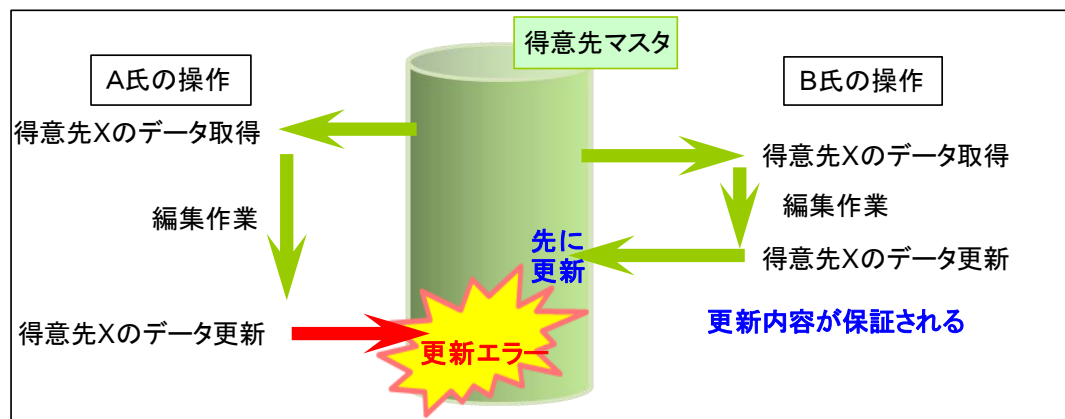 得意先マスタ
A氏の操作
B氏の操作
得意先Xのデータ取得
得意先Xのデータ取得
編集作業
編集作業
先に
更新
得意先Xのデータ更新
更新内容が保証される
得意先Xのデータ更新
更新エラー